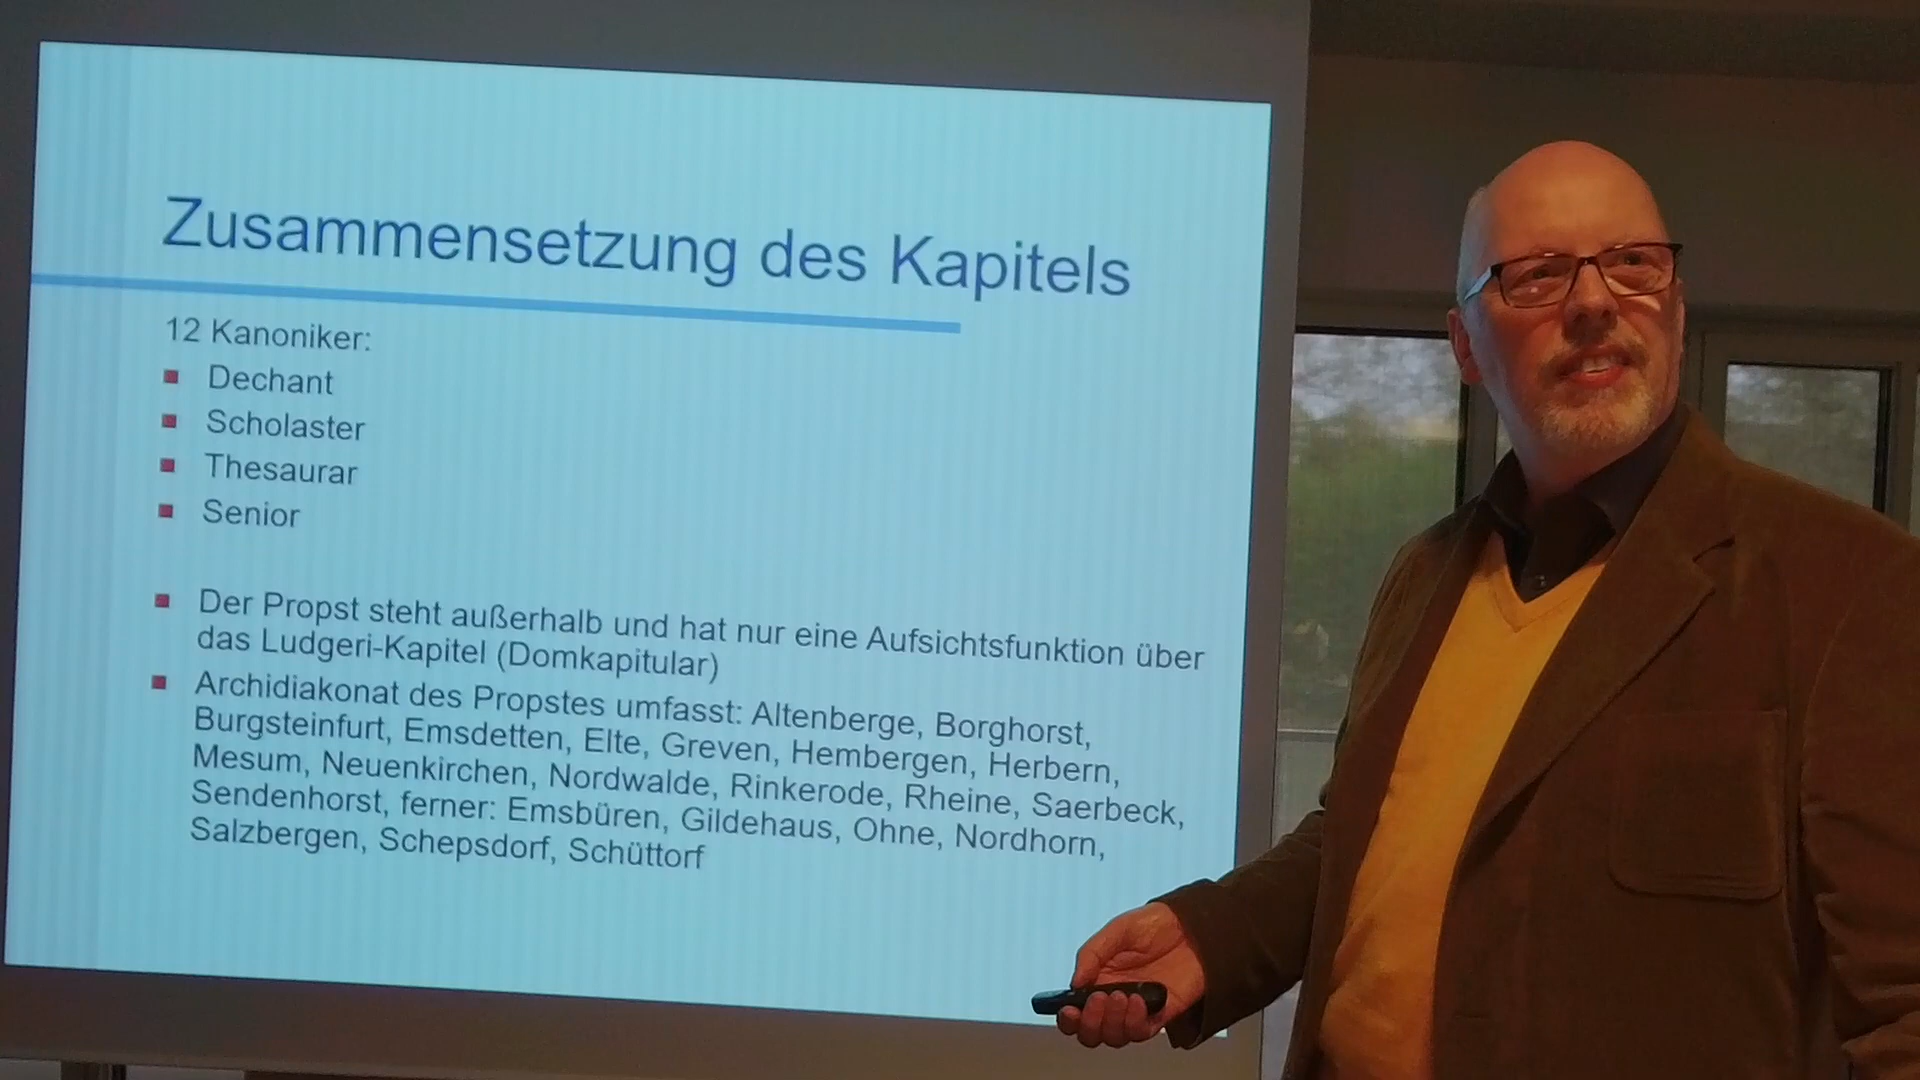 Zusammensetzung des Kapitels
12 Kanoniker:
Dechant
Scholaster
Thesaurar
Senior
Der Propst steht außerhalb und hat nur eine Aufsichtsfunktion über
das Ludgeri-Kapitel (Domkapitular)
Archidiakonat des Propstes umfasst: Altenberge, Borghorst,
Burgsteinfurt, Emsdetten, Elte, Greven, Hembergen, Herbern,
Mesum, Neuenkirchen, Nordwalde, Rinkerode, Rheine, Saerbeck,
Sendenhorst, ferner: Emsbüren, Gildehaus, Ohne, Nordhorn,
Salzbergen, Schepsdorf, Schüttorf